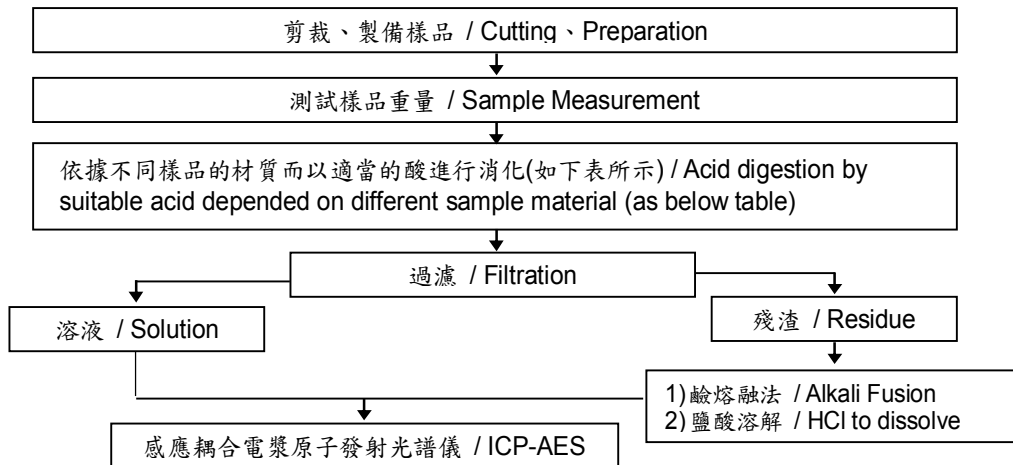 剪裁、製備樣品 / Cutting、Preparation
測試樣品重量 / Sample Measurement
依據不同樣品的材質而以適當的酸進行消化(如下表所示) / Acid digestion by
suitable acid depended on different sample material (as below table)
過濾 / Filtration
溶液 / Solution
殘渣 / Residue
1)鹼熔融法 / Alkali Fusion
2)鹽酸溶解 / HCl to dissolve
感應耦合電漿原子發射光譜儀 / ICP-AES